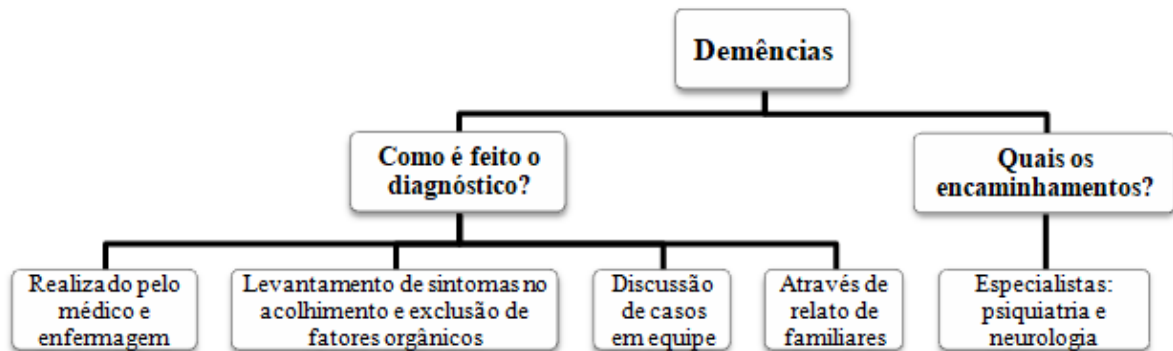 Demências
Como é feito o
diagnóstico?
Quais os
encaminhamentos?
Realizado pelo
médico e
enfermagem
Levantamento de sintomas no
acolhimento e exclusão de
fatores orgânicos
Discussão
de casos
em equipe
Através de
relato de
familiares
Especialistas:
psiquiatria e
neurologia